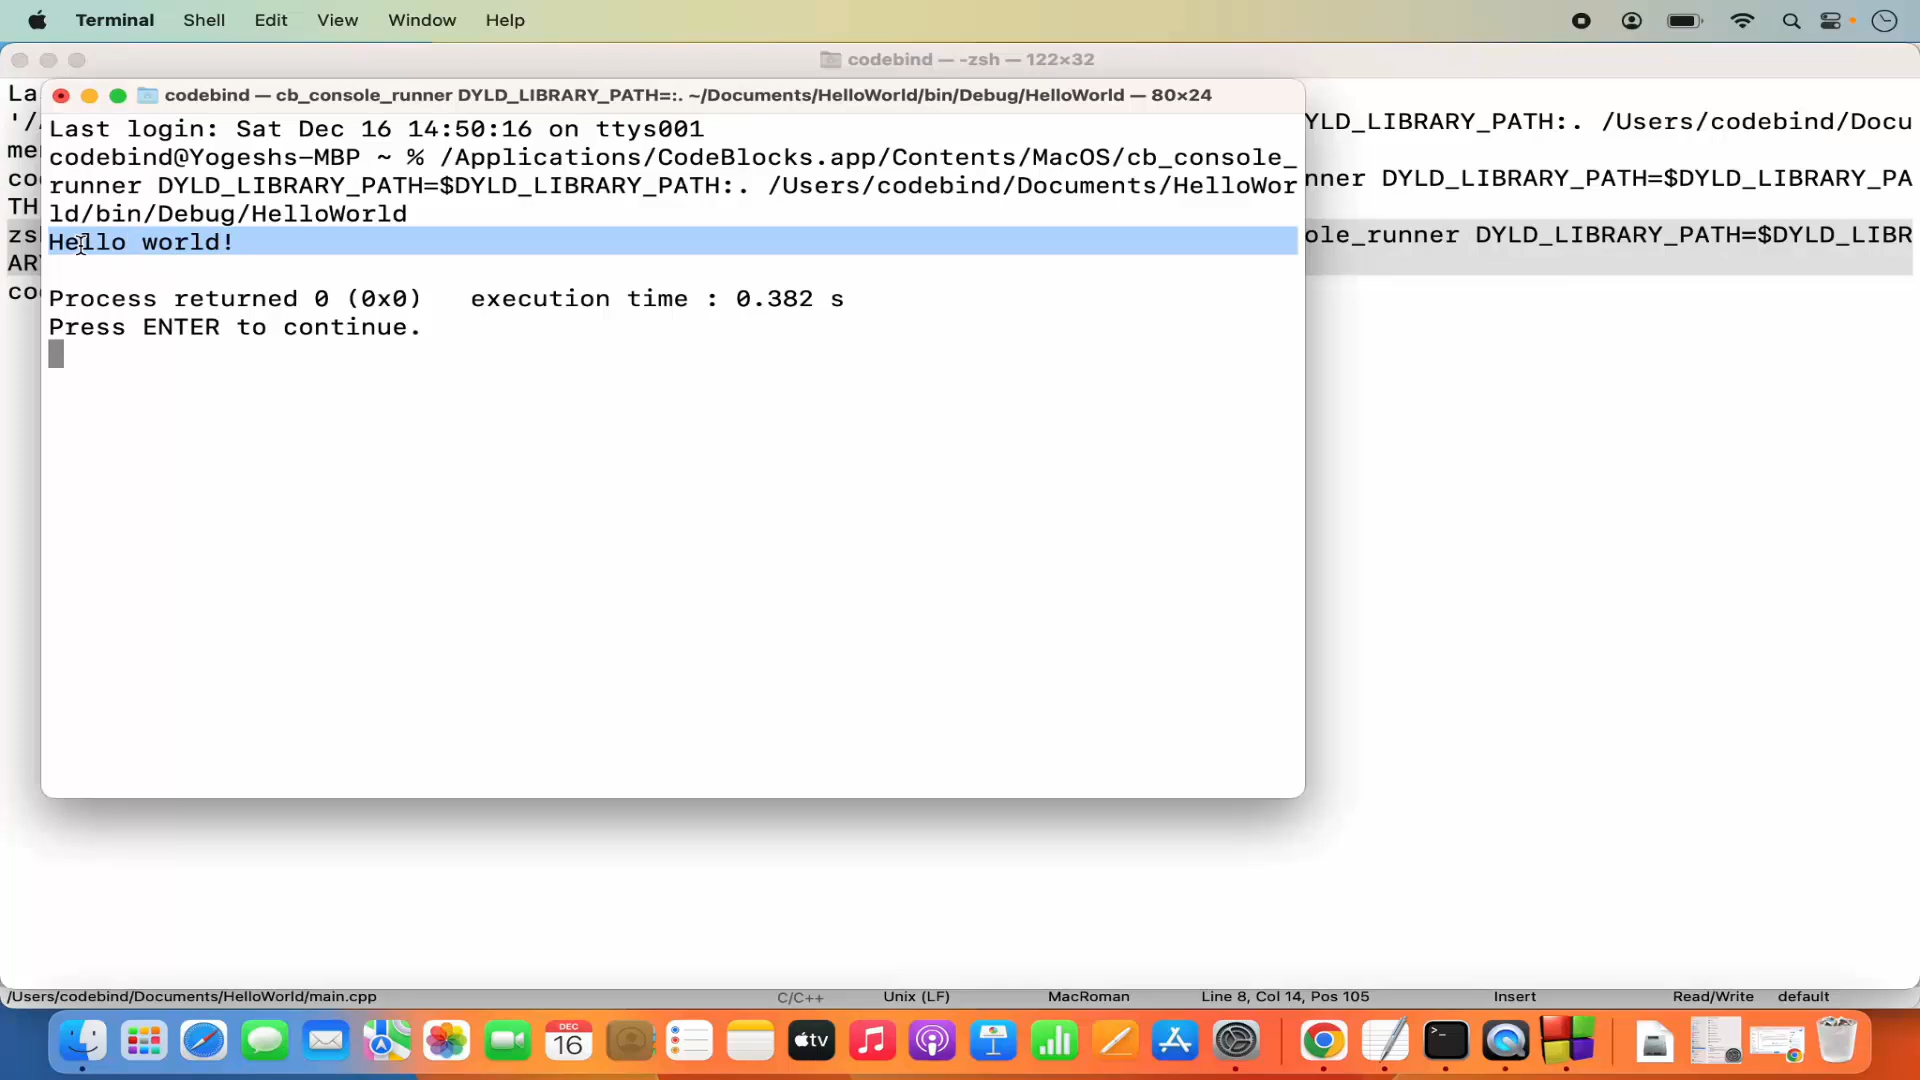 Terminal Shell Edit View Window Help
codebind — -zsh — 122×32
La
'/
YLD_LIBRARY_PATH:. /Users/codebind/Docu
mer
nner DYLD_LIBRARY_PATH=$DYLD_LIBRARY_PA
TH
ole_runner DYLD_LIBRARY_PATH=$DYLD_LIBR
AR
codebind — cb_console_runner DYLD_LIBRARY_PATH=:. ~/Documents/HelloWorld/bin/Debug/HelloWorld — 80×24
Last login: Sat Dec 16 14:50:16 on ttys001
codebind@Yogeshs-MBP ~ % /Applications/CodeBlocks.app/Contents/MacOS/cb_console_
runner DYLD_LIBRARY_PATH=$DYLD_LIBRARY_PATH:. /Users/codebind/Documents/HelloWor
ld/bin/Debug/HelloWorld
Hello world!
Process returned 0 (0x0)   execution time : 0.382 s
Press ENTER to continue.
/Users/codebind/Documents/HelloWorld/main.cpp C/C++ Unix (LF) MacRoman Line 8, Col 14, Pos 105 Insert Read/Write default
DEC
16
tv
>_